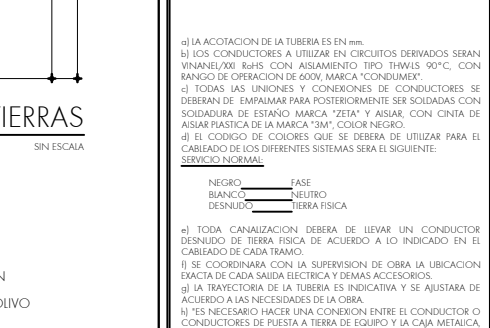 TIERRAS
SIN ESCALA
N
OLIVO
a) LA ACOTACION DE LA TUBERIA ES EN mm.
b) LOS CONDUCTORES A UTILIZAR EN CIRCUITOS DERIVADOS SERAN
VINANEL/XXI RoHS CON AISLAMIENTO TIPO THW-LS 90°C, CON
RANGO DE OPERACION DE 600V, MARCA "CONDUMEX".
c) TODAS LAS UNIONES Y CONEXIONES DE CONDUCTORES SE
DEBERAN DE EMPALMAR PARA POSTERIORMENTE SER SOLDADAS CON
SOLDADURA DE ESTAÑO MARCA "ZETA" Y AISLAR, CON CINTA DE
AISLAR PLASTICA DE LA MARCA "3M", COLOR NEGRO.
d) EL CODIGO DE COLORES QUE SE DEBERA DE UTILIZAR PARA EL
CABLEADO DE LOS DIFERENTES SISTEMAS SERA EL SIGUIENTE:
SERVICIO NORMAL:
NEGRO FASE
BLANCO NEUTRO
DESNUDO TIERRA FISICA
e) TODA CANALIZACION DEBERA DE LLEVAR UN CONDUCTOR
DESNUDO DE TIERRA FISICA DE ACUERDO A LO INDICADO EN EL
CABLEADO DE CADA TRAMO.
f) SE COORDINARA CON LA SUPERVISION DE OBRA LA UBICACION
EXACTA DE CADA SALIDA ELECTRICA Y DEMAS ACCESORIOS.
g) LA TRAYECTORIA DE LA TUBERIA ES INDICATIVA Y SE AJUSTARA DE
ACUERDO A LAS NECESIDADES DE LA OBRA.
h) "ES NECESARIO HACER UNA CONEXION ENTRE EL CONDUCTOR O
CONDUCTORES DE PUESTA A TIERRA DE EQUIPO Y LA CAJA METALICA,